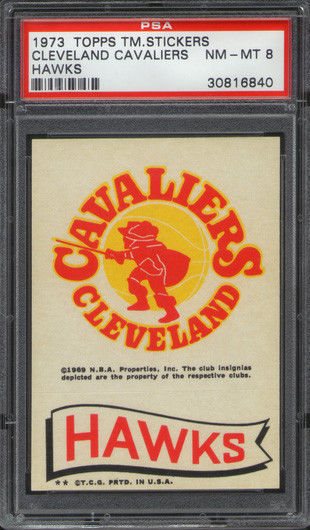 PSA
1973 TOPPS TM.STICKERS
CLEVELAND CAVALIERS NM-MT 8
HAWKS 30816840
CAVALIERS
CLEVELAND
©1969 N.B.A. Properties, Inc. The club insignias
depicted are the property of the respective clubs.
HAWKS
** ©T.C.G. PRTD. IN U.S.A.